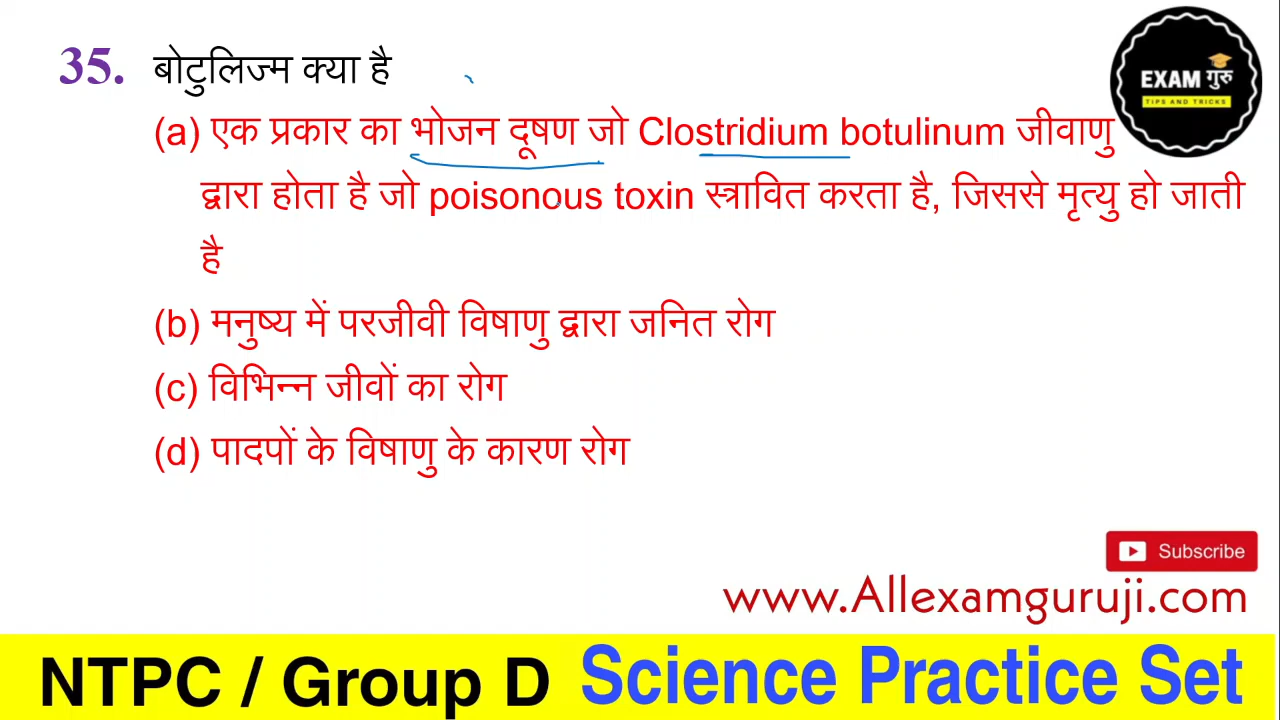 EXAM गुरु
TIPS AND TRICKS
35. बोटुलिज्म क्या है
(a) एक प्रकार का भोजन दूषण जो Clostridium botulinum जीवाणु
द्वारा होता है जो poisonous toxin स्त्रावित करता है, जिससे मृत्यु हो जाती
है
(b) मनुष्य में परजीवी विषाणु द्वारा जनित रोग
(c) विभिन्न जीवों का रोग
(d) पादपों के विषाणु के कारण रोग
Subscribe
www.Allexamguruji.com
NTPC / Group D Science Practice Set